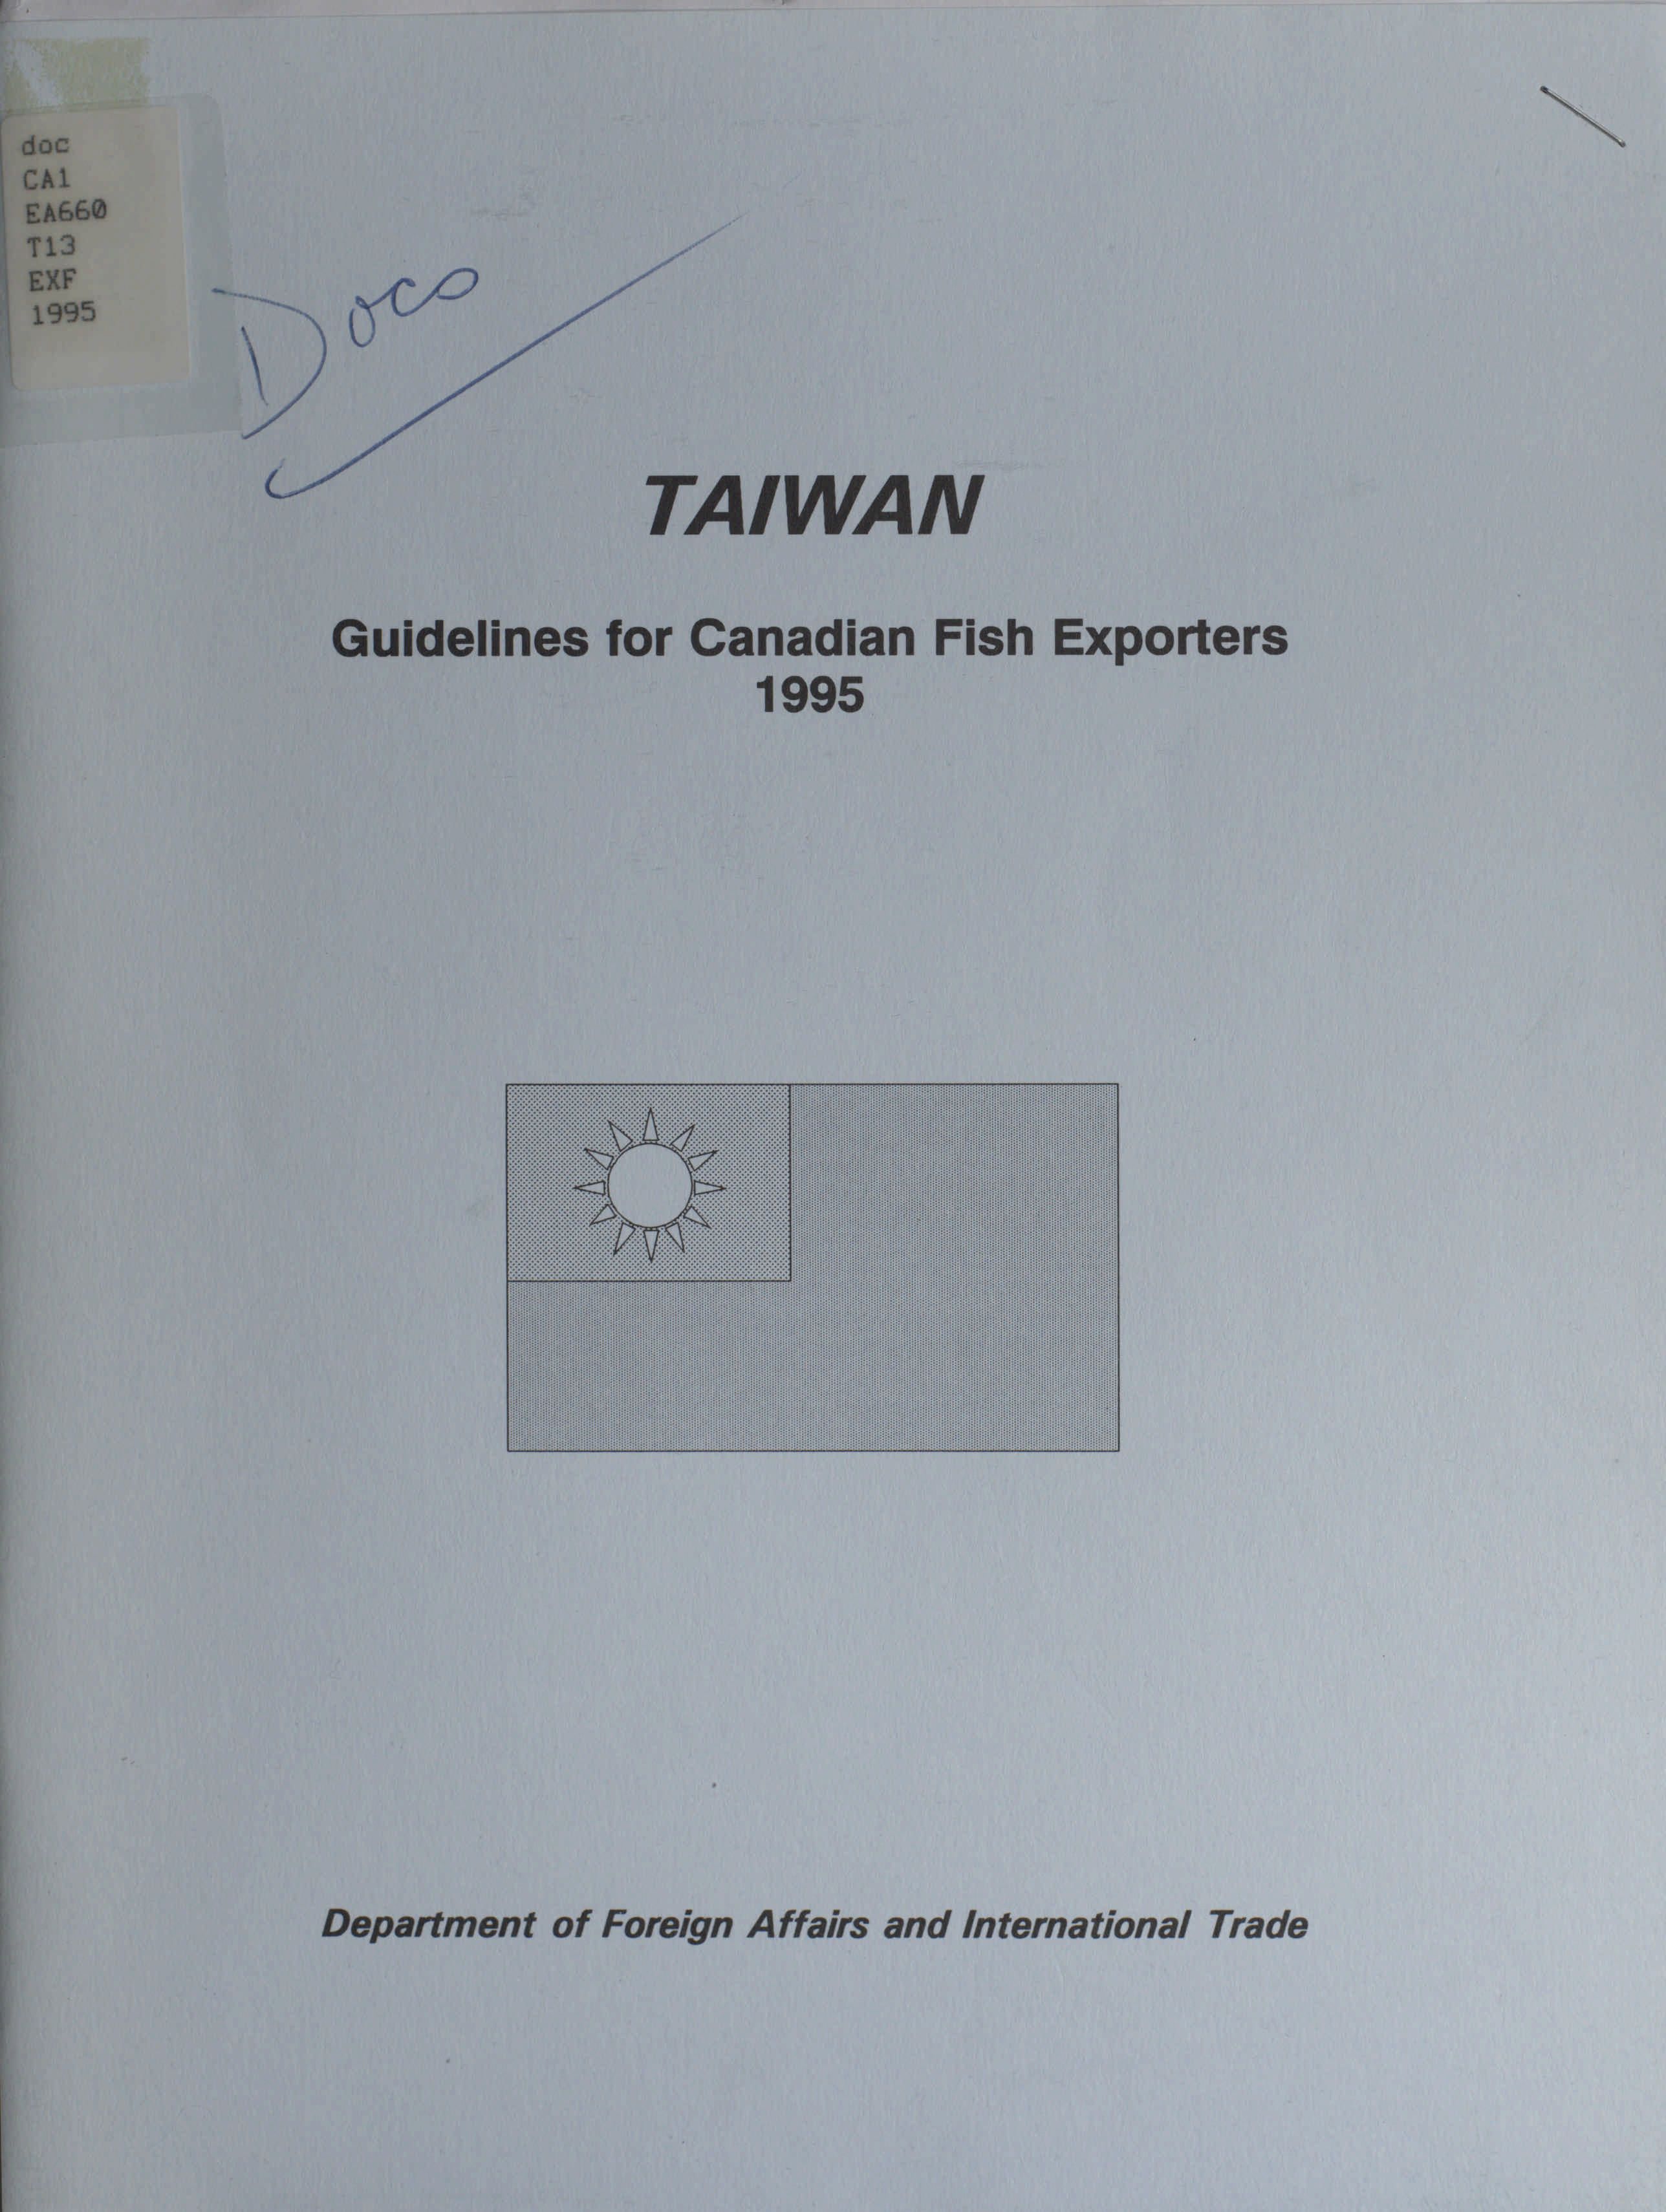 doc
CA1
EA660
T13
EXF
1995
Docs
TAIWAN
Guidelines for Canadian Fish Exporters
1995
Department of Foreign Affairs and International Trade